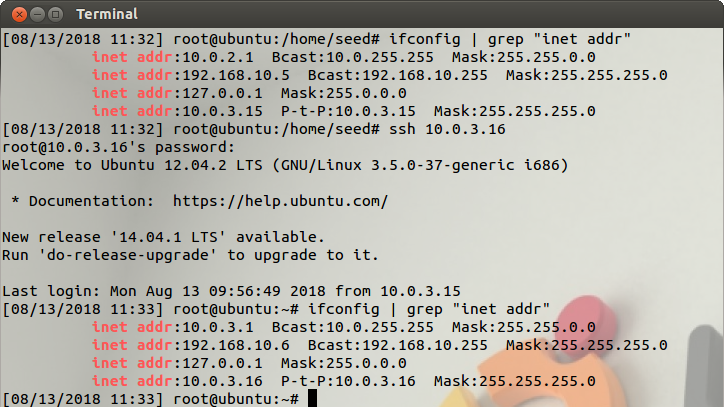 Terminal
[08/13/2018 11:32] root@ubuntu:/home/seed# ifconfig | grep "inet addr"
          inet addr:10.0.2.1  Bcast:10.0.255.255  Mask:255.255.0.0
          inet addr:192.168.10.5  Bcast:192.168.10.255  Mask:255.255.255.0
          inet addr:127.0.0.1  Mask:255.0.0.0
          inet addr:10.0.3.15  P-t-P:10.0.3.15  Mask:255.255.255.0
[08/13/2018 11:32] root@ubuntu:/home/seed# ssh 10.0.3.16
root@10.0.3.16's password:
Welcome to Ubuntu 12.04.2 LTS (GNU/Linux 3.5.0-37-generic i686)
 * Documentation:  https://help.ubuntu.com/
New release '14.04.1 LTS' available.
Run 'do-release-upgrade' to upgrade to it.
Last login: Mon Aug 13 09:56:49 2018 from 10.0.3.15
[08/13/2018 11:33] root@ubuntu:~# ifconfig | grep "inet addr"
          inet addr:10.0.3.1  Bcast:10.0.255.255  Mask:255.255.0.0
          inet addr:192.168.10.6  Bcast:192.168.10.255  Mask:255.255.255.0
          inet addr:127.0.0.1  Mask:255.0.0.0
          inet addr:10.0.3.16  P-t-P:10.0.3.16  Mask:255.255.255.0
[08/13/2018 11:33] root@ubuntu:~#